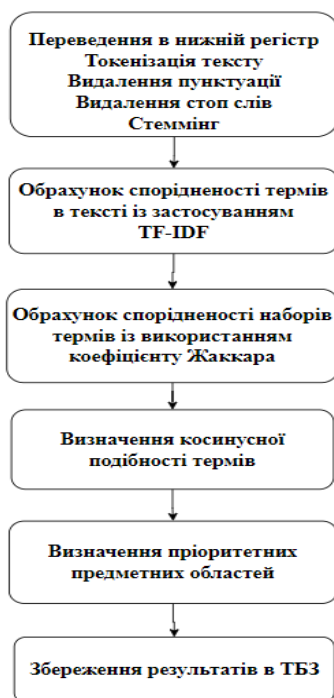 Переведення в нижній регістр
Токенізація тексту
Видалення пунктуації
Видалення стоп слів
Стеммінг
Обрахунок спорідненості термів
в тексті із застосуванням
TF-IDF
Обрахунок спорідненості наборів
термів із використанням
коефіцієнту Жаккара
Визначення косинусної
подібності термів
Визначення пріоритетних
предметних областей
Збереження результатів в ТБЗ